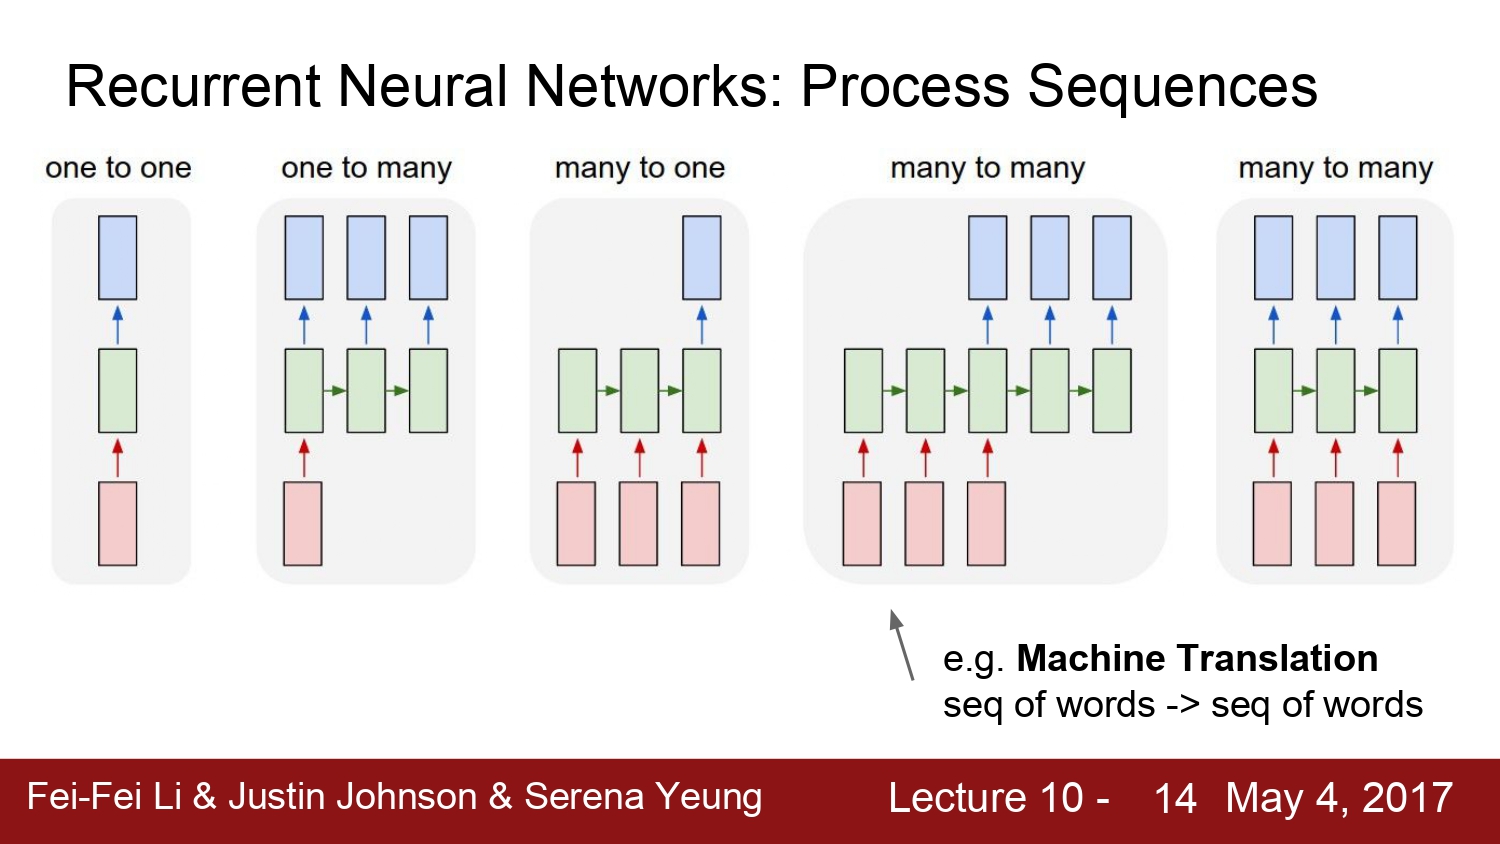 Recurrent Neural Networks: Process Sequences
one to one
one to many
many to one
many to many
many to many
e.g. Machine Translation
seq of words -> seq of words
Fei-Fei Li & Justin Johnson & Serena Yeung
Lecture 10 - 14 May 4, 2017